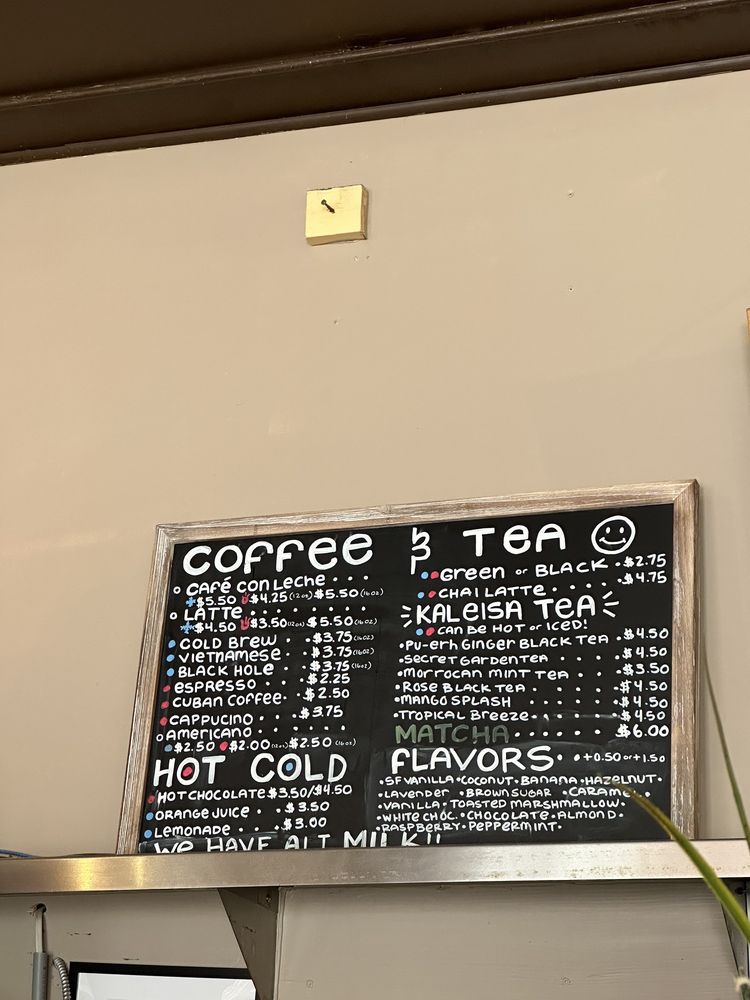 COFFEE
CAFÉ CON LECHE . . .
$5.50 $4.25 (12oz) $5.50 (16oz)
LATTE . . . . . . . . . .
$4.50 $3.50 (12oz) $5.50 (16oz)
COLD BREW . . . $3.75 (16oz)
VIETNAMESE . . . $3.75 (16oz)
BLACK HOLE . . $3.75 (16oz)
ESPRESSO . . . . $2.25
CUBAN COFFEE . . $2.50
CAPPUCINO . . . . $3.75
AMERICANO . . . . . .
$2.50 $2.00 (12oz) $2.50 (16oz)
HOT COLD
HOT CHOCOLATE $3.50/$4.50
ORANGE JUICE . . $3.50
LEMONADE . . . . $3.00
WE HAVE ALT MILK!!
TEA
GREEN or BLACK . $2.75
CHAI LATTE . . . . . $4.75
KALEISA TEA
CAN BE HOT or ICED!
•PU-ERH GINGER BLACK TEA . $4.50
•SECRET GARDEN TEA . . . . $4.50
•MORROCAN MINT TEA . . . $3.50
•ROSE BLACK TEA . . . . . $4.50
•MANGO SPLASH . . . . . $4.50
•TROPICAL BREEZE . . . . . $4.50
MATCHA . . . . . . $6.00
FLAVORS . . +0.50 or +1.50
•SF VANILLA •COCONUT •BANANA •HAZELNUT•
•LAVENDER •BROWN SUGAR •CARAMEL
•VANILLA •TOASTED MARSHMALLOW•
•WHITE CHOC. •CHOCOLATE •ALMOND•
•RASPBERRY •PEPPERMINT•